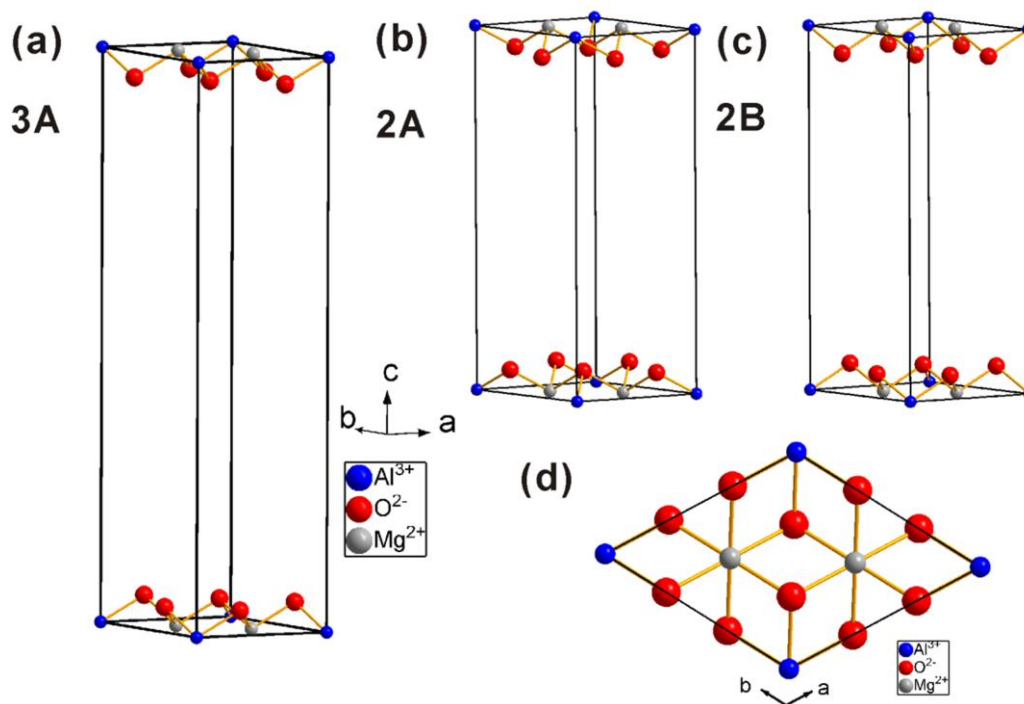 (a)
3A
(b)
2A
(c)
2B
c
b
a
Al3+
O2-
Mg2+
(d)
Al3+
O2-
Mg2+
b
a